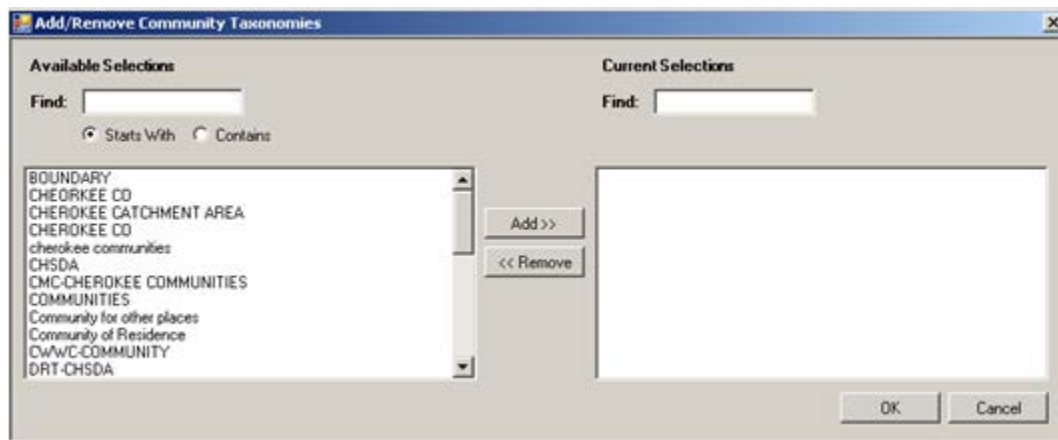 Add/Remove Community Taxonomies
Available Selections
Current Selections
Find:
Find:
Starts With
Contains
BOUNDARY
CHEORKEE CO
CHEROKEE CATCHMENT AREA
CHEROKEE CO
cherokee communities
CHSDA
CMC-CHEROKEE COMMUNITIES
COMMUNITIES
Community for other places
Community of Residence
CWWC-COMMUNITY
DRT-CHSDA
Add >>
<< Remove
OK
Cancel